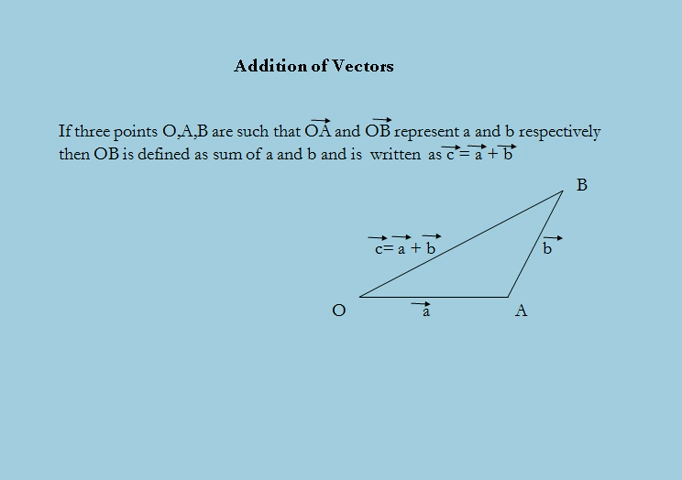 Addition of Vectors
If three points O,A,B are such that OA and OB represent a and b respectively
then OB is defined as sum of a and b and is written as c = a + b
B
c= a + b
b
O
a
A